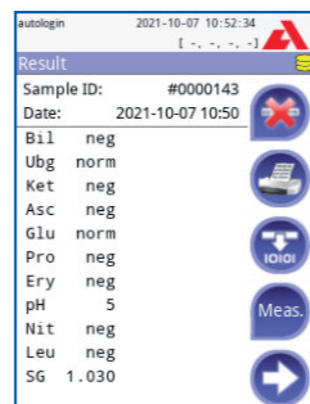 autologin 2021-10-07 10:52:34
[ -, -, -, -]
Result
Sample ID: #0000143
Date: 2021-10-07 10:50
Bil neg
Ubg norm
Ket neg
Asc neg
Glu norm
Pro neg
Ery neg
pH 5
Nit neg
Leu neg
SG 1.030
IOIOI
Meas.